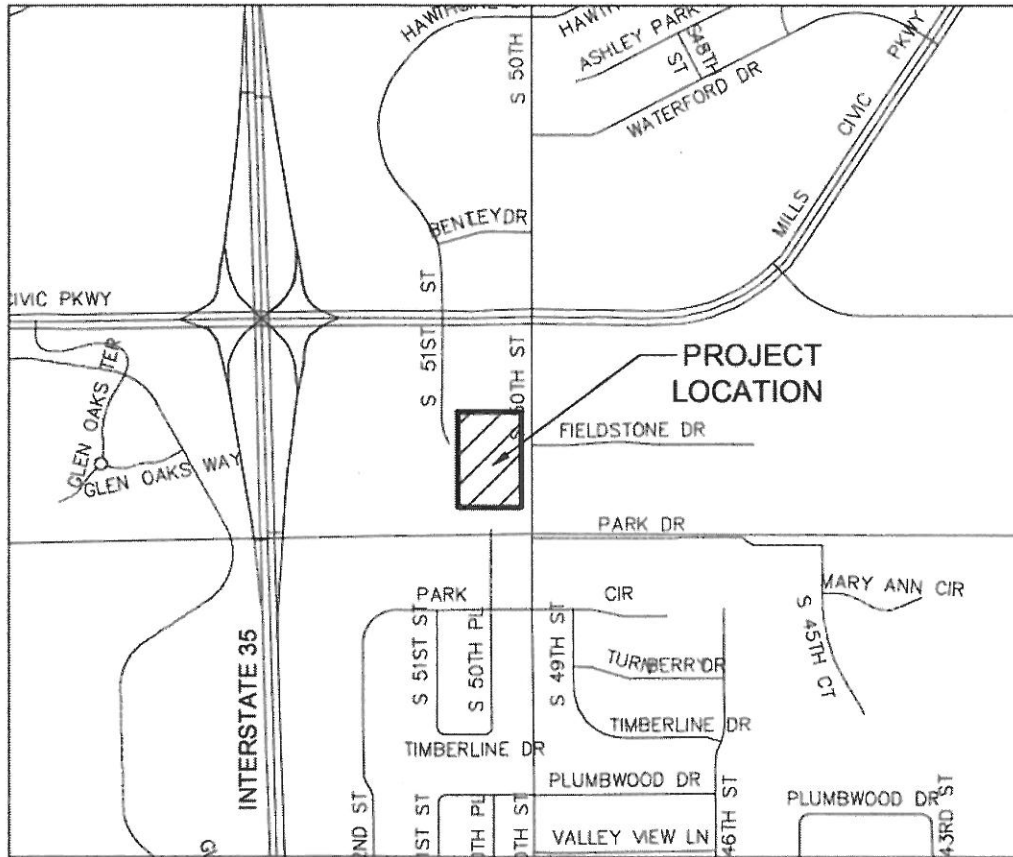 HAWTHORNE
HAWTH
ASHLEY PARK
S 50TH
S48TH
ST
WATERFORD DR
PKWY
CIVIC
MILLS
BENTLEY DR
CIVIC PKWY
S 51ST ST
S 50TH ST
PROJECT
LOCATION
GLEN OAKS TER
GLEN OAKS WAY
FIELDSTONE DR
PARK DR
PARK CIR
MARY ANN CIR
S 51ST ST
S 50TH PL
S 49TH ST
S 45TH CT
TURNBERRY DR
INTERSTATE 35
TIMBERLINE DR
TIMBERLINE DR
PLUMBWOOD DR
PLUMBWOOD DR
2ND ST
1ST ST
0TH PL
0TH ST
46TH ST
43RD ST
VALLEY VIEW LN